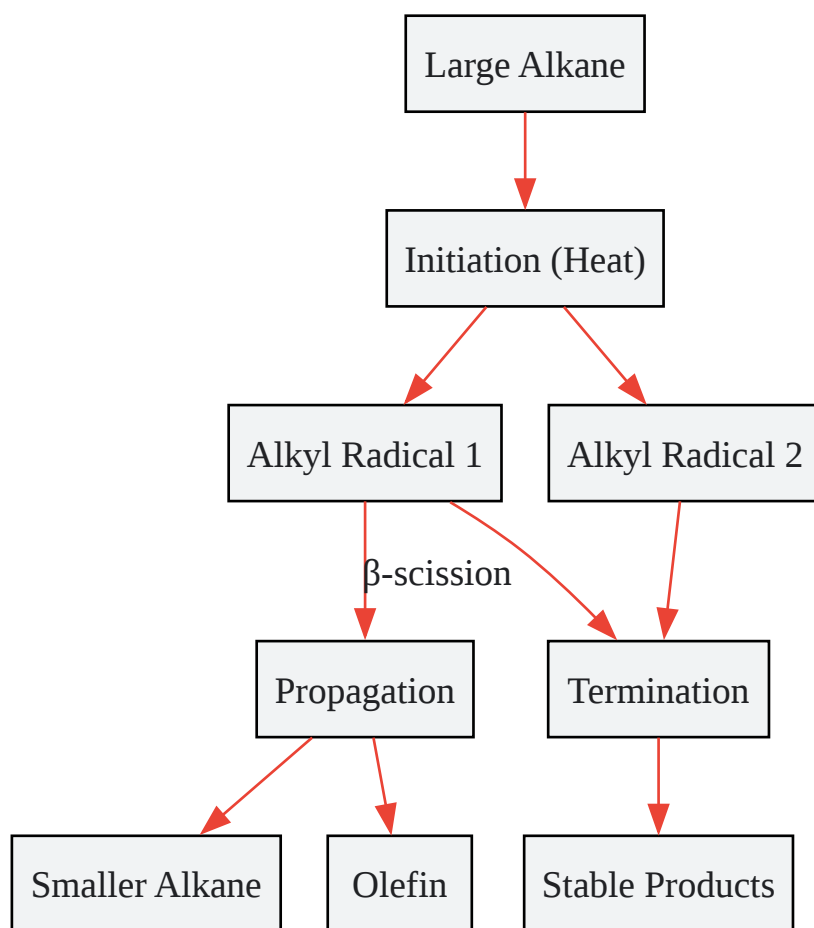 Large Alkane
Initiation (Heat)
Alkyl Radical 1
Alkyl Radical 2
β-scission
Propagation
Termination
Smaller Alkane
Olefin
Stable Products